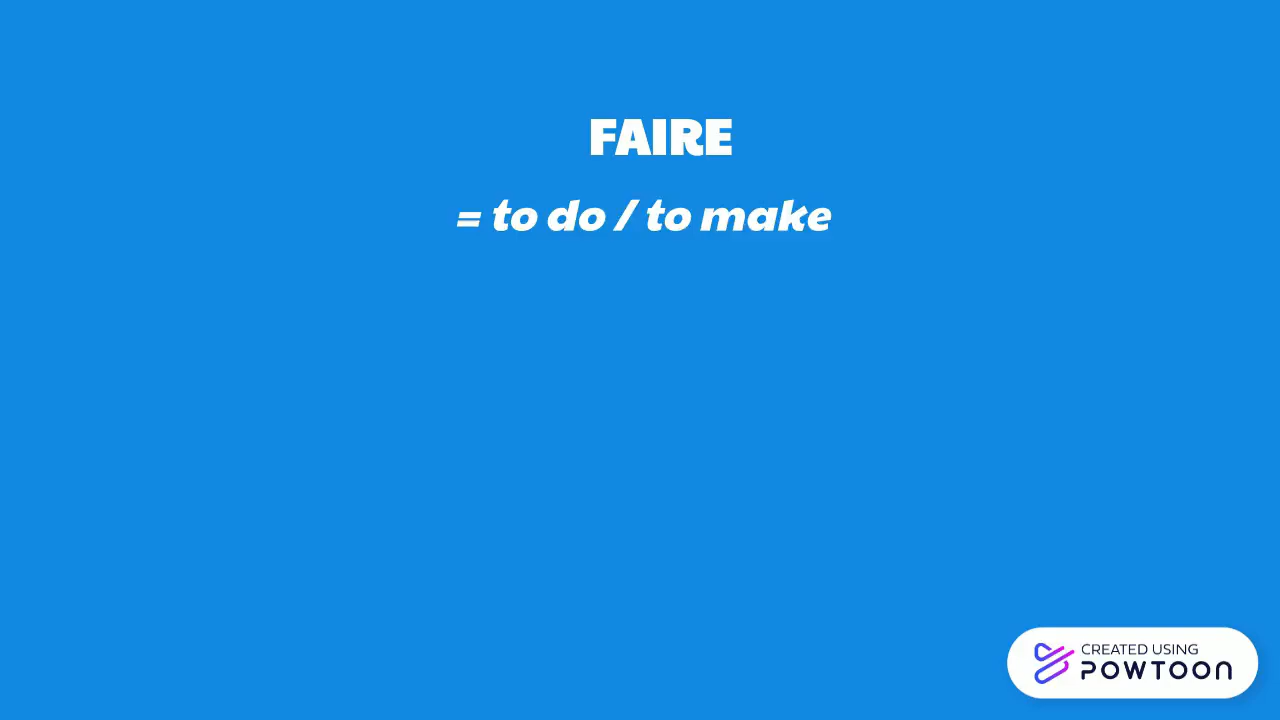 FAIRE
= to do / to make
CREATED USING
POWTOON